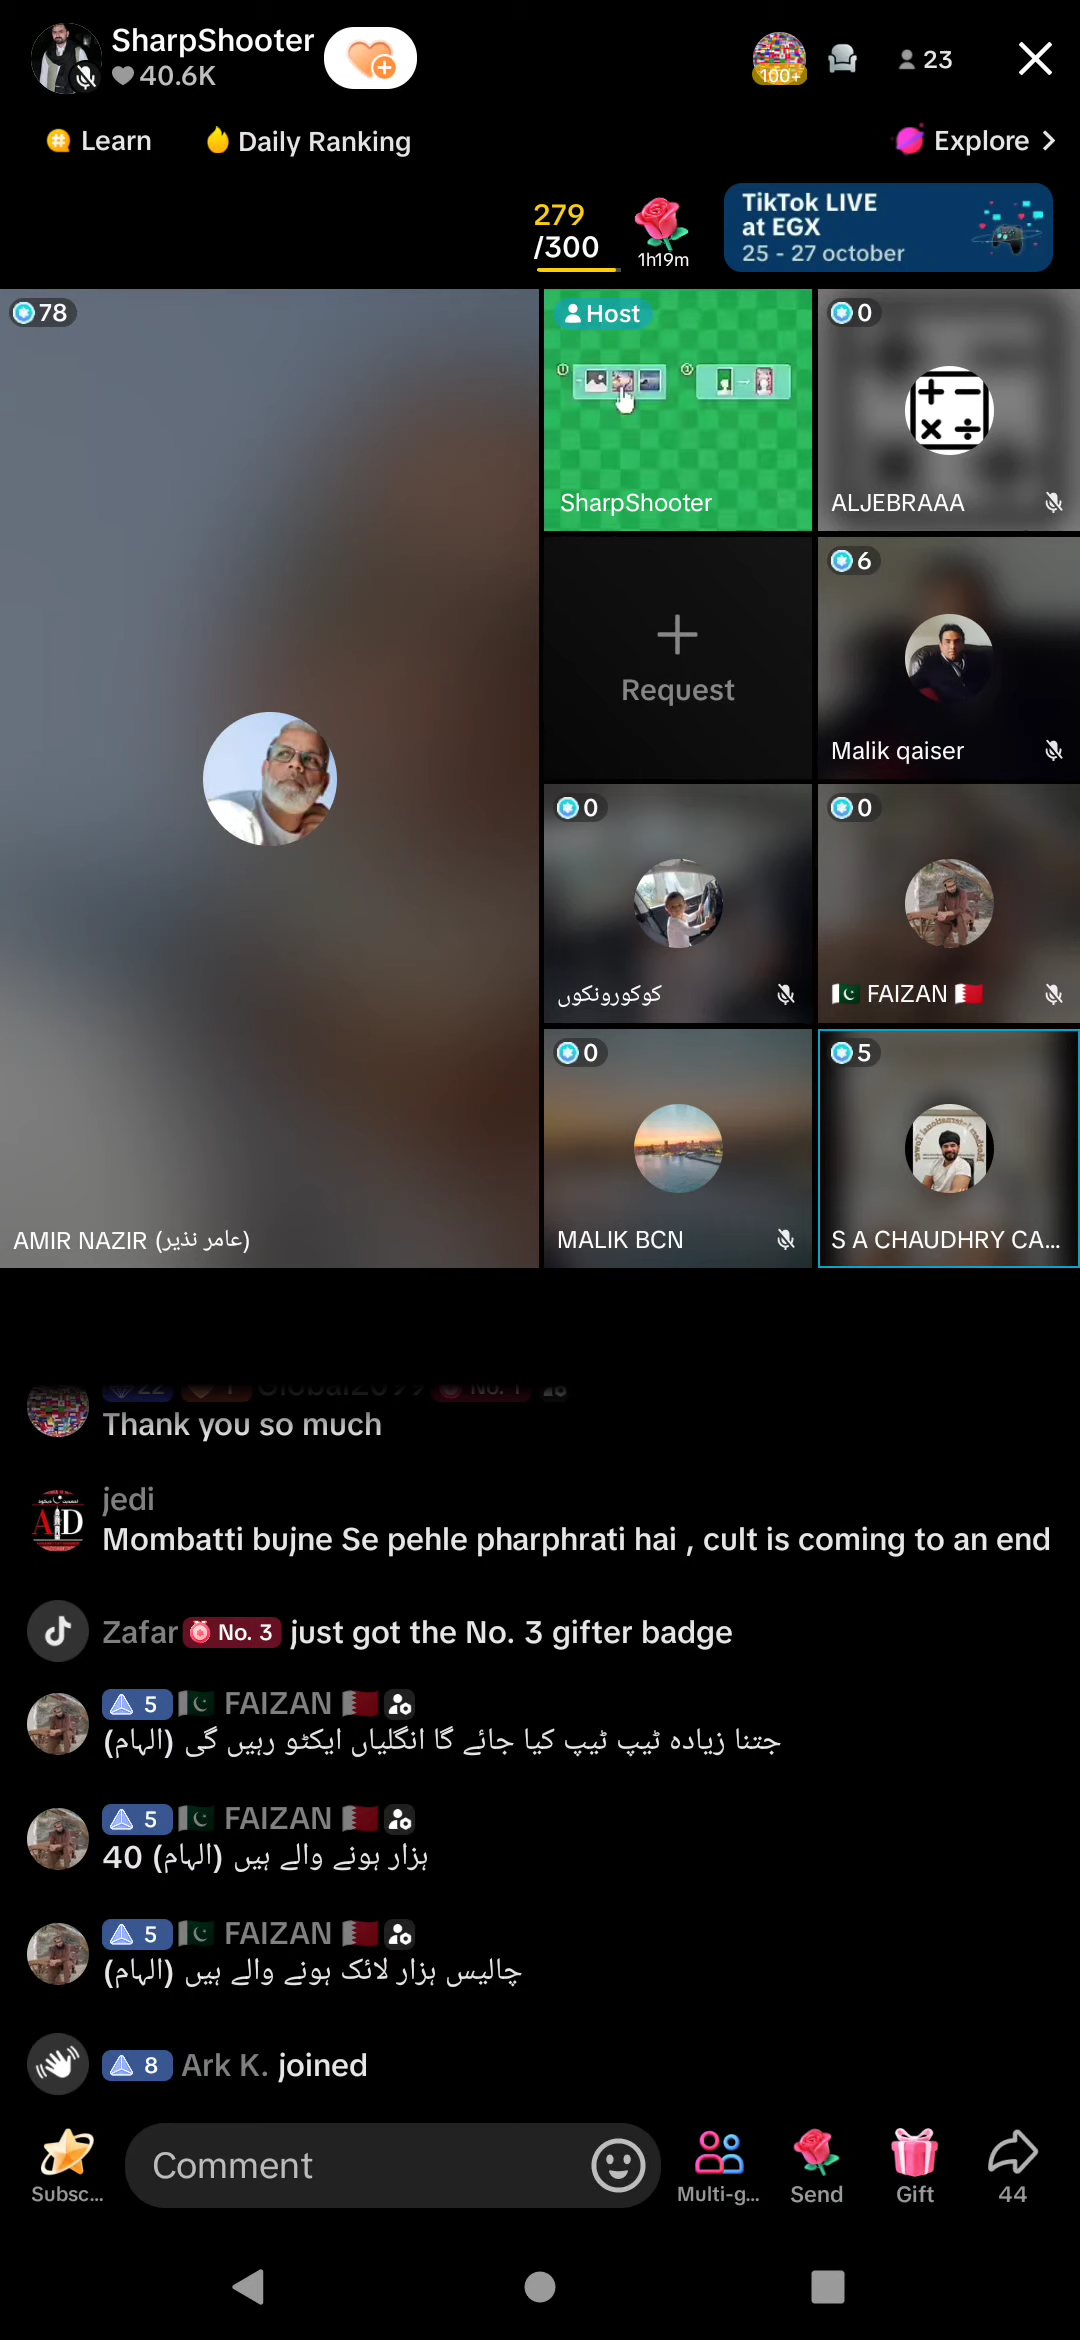 SharpShooter
40.6K
100+
23
Learn
Daily Ranking
Explore
279
/300
1h19m
TikTok LIVE
at EGX
25 - 27 october
78
Host
0
SharpShooter
ALJEBRAAA
6
Request
Malik qaiser
0
0
کوکورونکوں
FAIZAN
0
5
AMIR NAZIR (عامر نذیر)
MALIK BCN
S A CHAUDHRY CA...
22
No. 1
Thank you so much
jedi
Mombatti bujne Se pehle pharphrati hai , cult is coming to an end
Zafar No. 3 just got the No. 3 gifter badge
5 FAIZAN
جتنا زیادہ ٹیپ ٹیپ کیا جائے گا انگلیاں ایکٹو رہیں گی (الہام)
5 FAIZAN
40 ہزار ہونے والے ہیں (الہام)
5 FAIZAN
چالیس ہزار لائک ہونے والے ہیں (الہام)
8 Ark K. joined
Comment
Subsc...
Multi-g...
Send
Gift
44